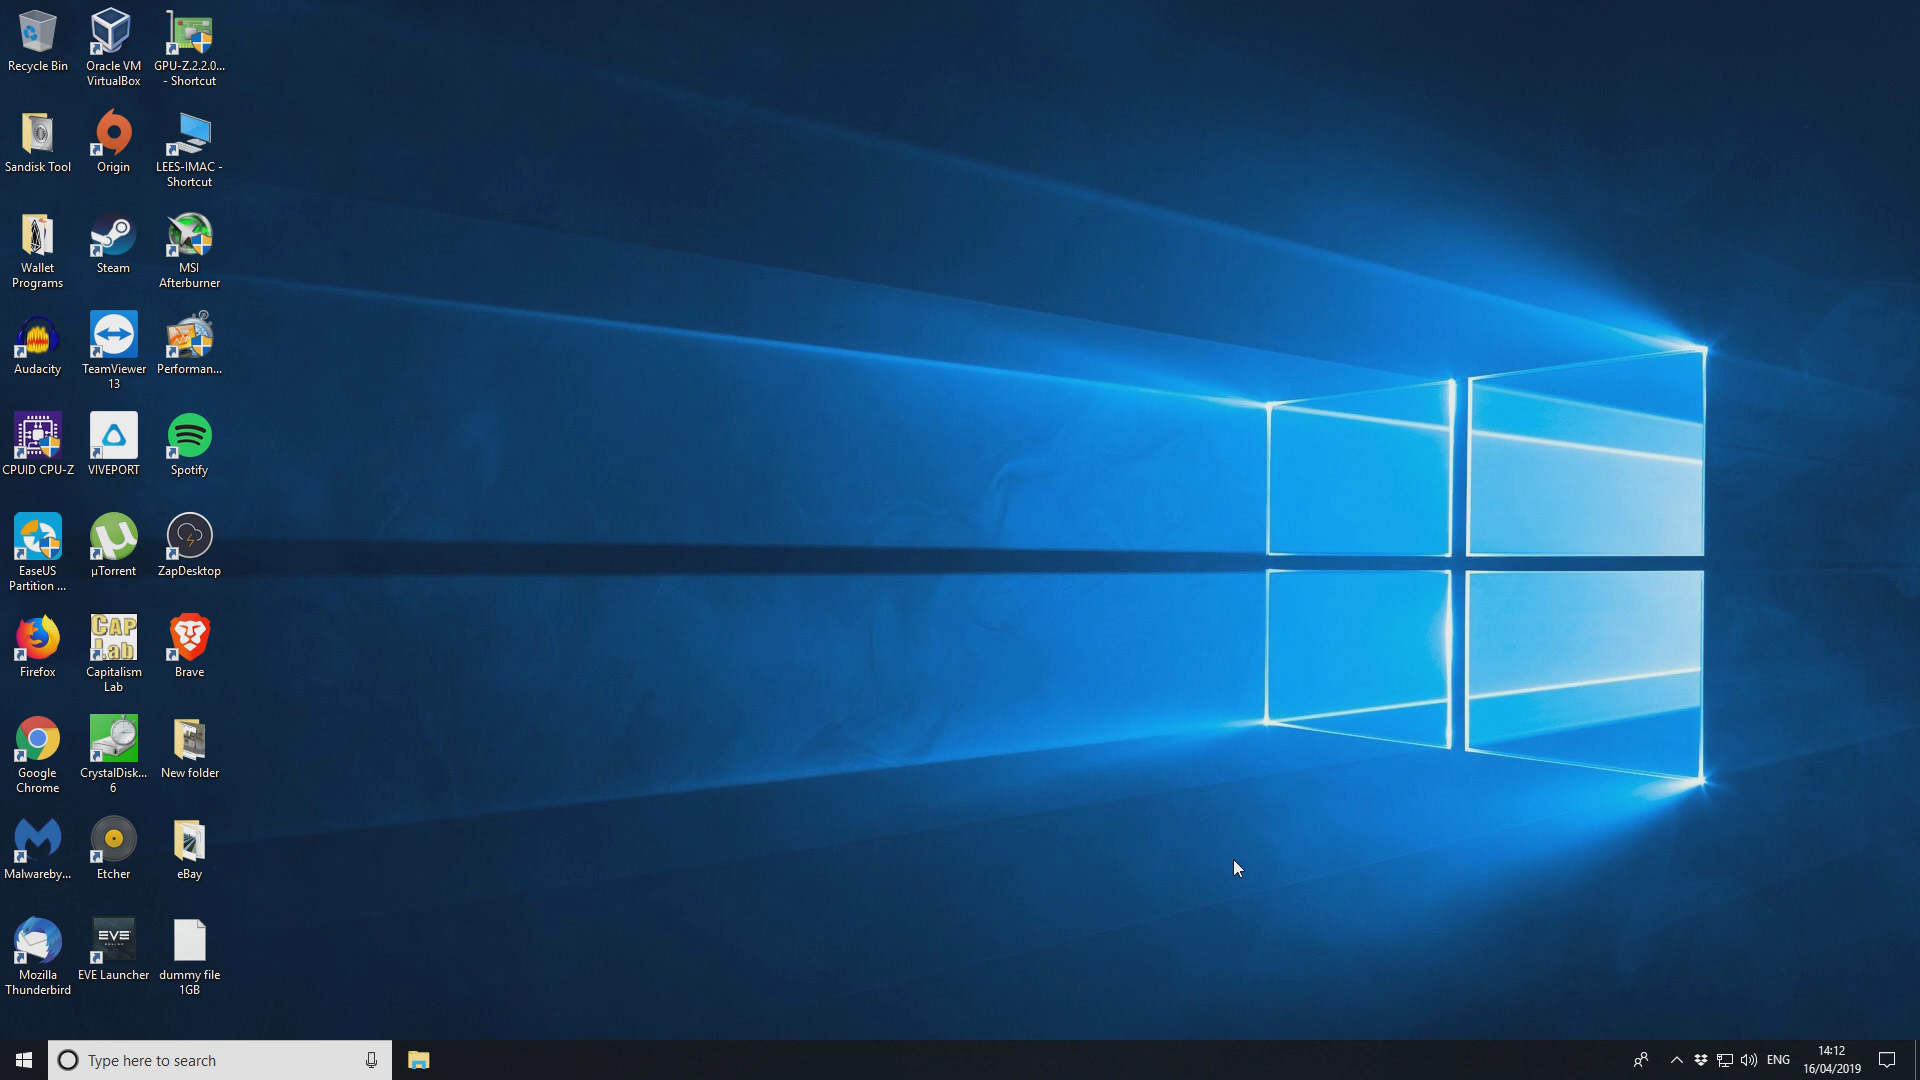 Recycle Bin
Oracle VM
VirtualBox
GPU-Z.2.2.0...
- Shortcut
Sandisk Tool
Origin
LEES-IMAC -
Shortcut
Wallet
Programs
Steam
MSI
Afterburner
Audacity
TeamViewer
13
Performan...
CPUID CPU-Z
VIVEPORT
Spotify
EaseUS
Partition ...
µTorrent
ZapDesktop
Firefox
CAP
Lab
Capitalism
Lab
Brave
Google
Chrome
CrystalDisk...
6
New folder
Malwareby...
Etcher
eBay
Mozilla
Thunderbird
EVE
EVE Launcher
dummy file
1GB
Type here to search
ENG
14:12
16/04/2019